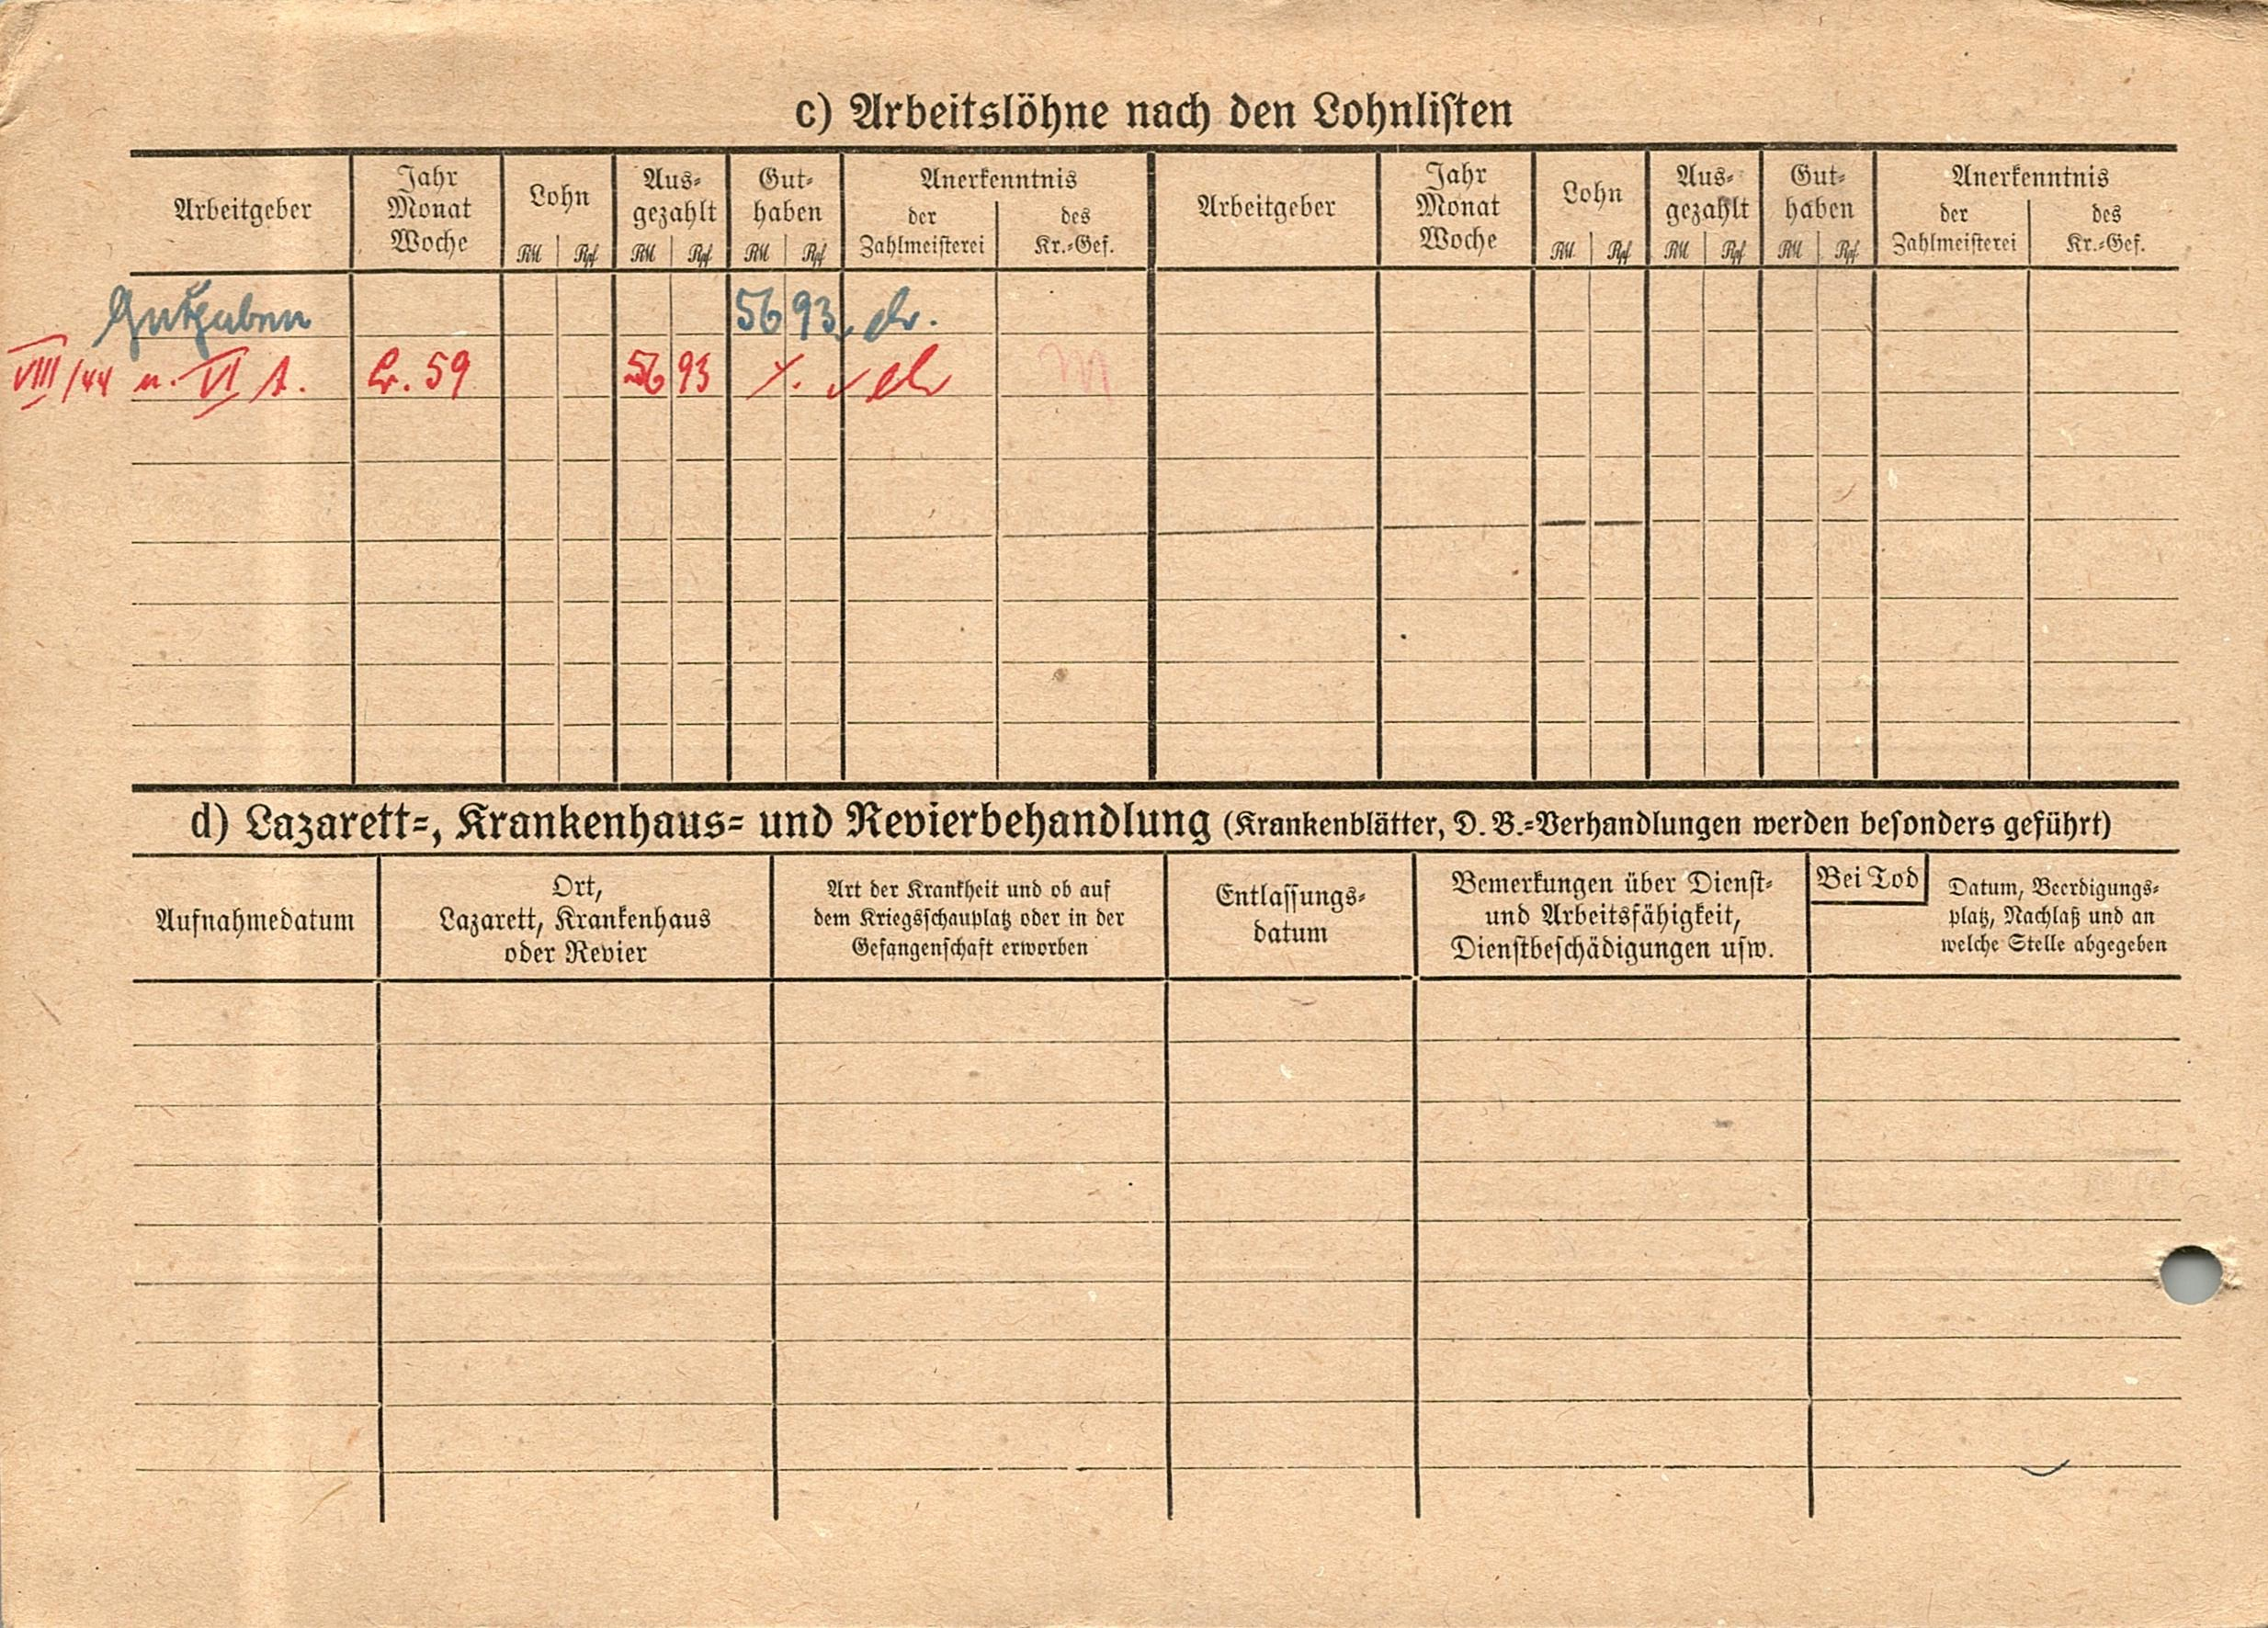 c) Arbeitslöhne nach den Lohnlisten
Arbeitgeber
Jahr
Monat
Woche
Lohn
RM Rpf
Aus-
gezahlt
RM Rpf
Gut-
haben
RM Rpf
Anerkenntnis
der
Zahlmeisterei
des
Kr.-Gef.
Arbeitgeber
Jahr
Monat
Woche
Lohn
RM Rpf
Aus-
gezahlt
RM Rpf
Gut-
haben
RM Rpf
Anerkenntnis
der
Zahlmeisterei
des
Kr.-Gef.
Guthaben 56 93
VIII/44 n. VI A. 59 56 93
d) Lazarett-, Krankenhaus- und Revierbehandlung (Krankenblätter, D. B.-Verhandlungen werden besonders geführt)
Aufnahmedatum
Ort,
Lazarett, Krankenhaus
oder Revier
Art der Krankheit und ob auf
dem Kriegsschauplatz oder in der
Gefangenschaft erworben
Entlassungs-
datum
Bemerkungen über Dienst-
und Arbeitsfähigkeit,
Dienstbeschädigungen usw.
Bei Tod
Datum, Beerdigungs-
platz, Nachlaß und an
welche Stelle abgegeben